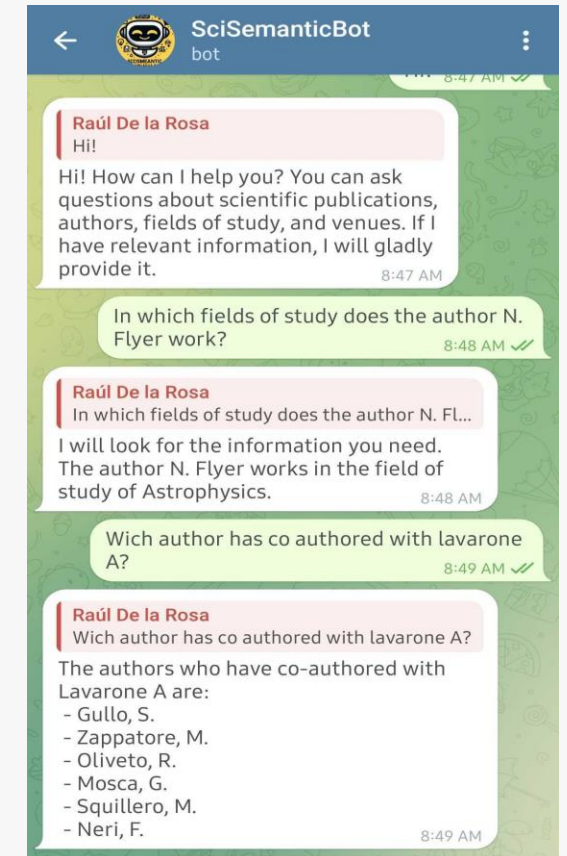 SciSemanticBot
bot
8:47 AM
Raúl De la Rosa
Hi!
Hi! How can I help you? You can ask
questions about scientific publications,
authors, fields of study, and venues. If I
have relevant information, I will gladly
provide it.
8:47 AM
In which fields of study does the author N.
Flyer work?
8:48 AM
Raúl De la Rosa
In which fields of study does the author N. Fl...
I will look for the information you need.
The author N. Flyer works in the field of
study of Astrophysics.
8:48 AM
Wich author has co authored with lavarone
A?
8:49 AM
Raúl De la Rosa
Wich author has co authored with lavarone A?
The authors who have co-authored with
Lavarone A are:
- Gullo, S.
- Zappatore, M.
- Oliveto, R.
- Mosca, G.
- Squillero, M.
- Neri, F.
8:49 AM